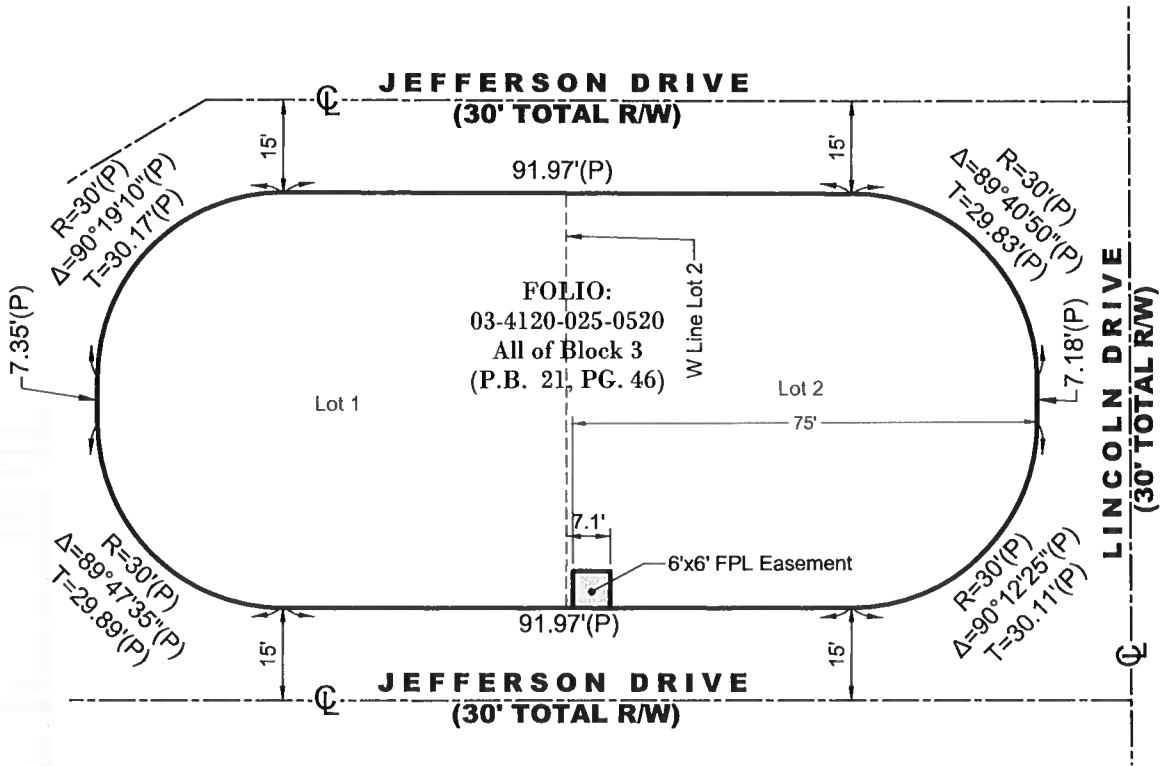 JEFFERSON DRIVE
(30' TOTAL R/W)
℄
15'
15'
91.97'(P)
R=30'(P)
Δ=90°19'10"(P)
T=30.17'(P)
R=30'(P)
Δ=89°40'50"(P)
T=29.83'(P)
7.35'(P)
FOLIO:
03-4120-025-0520
All of Block 3
(P.B. 21, PG. 46)
W Line Lot 2
Lot 1
Lot 2
75'
7.18'(P)
LINCOLN DRIVE
(30' TOTAL R/W)
℄
7.1'
6'x6' FPL Easement
R=30'(P)
Δ=89°47'35"(P)
T=29.89'(P)
R=30'(P)
Δ=90°12'25"(P)
T=30.11'(P)
91.97'(P)
15'
15'
℄
JEFFERSON DRIVE
(30' TOTAL R/W)